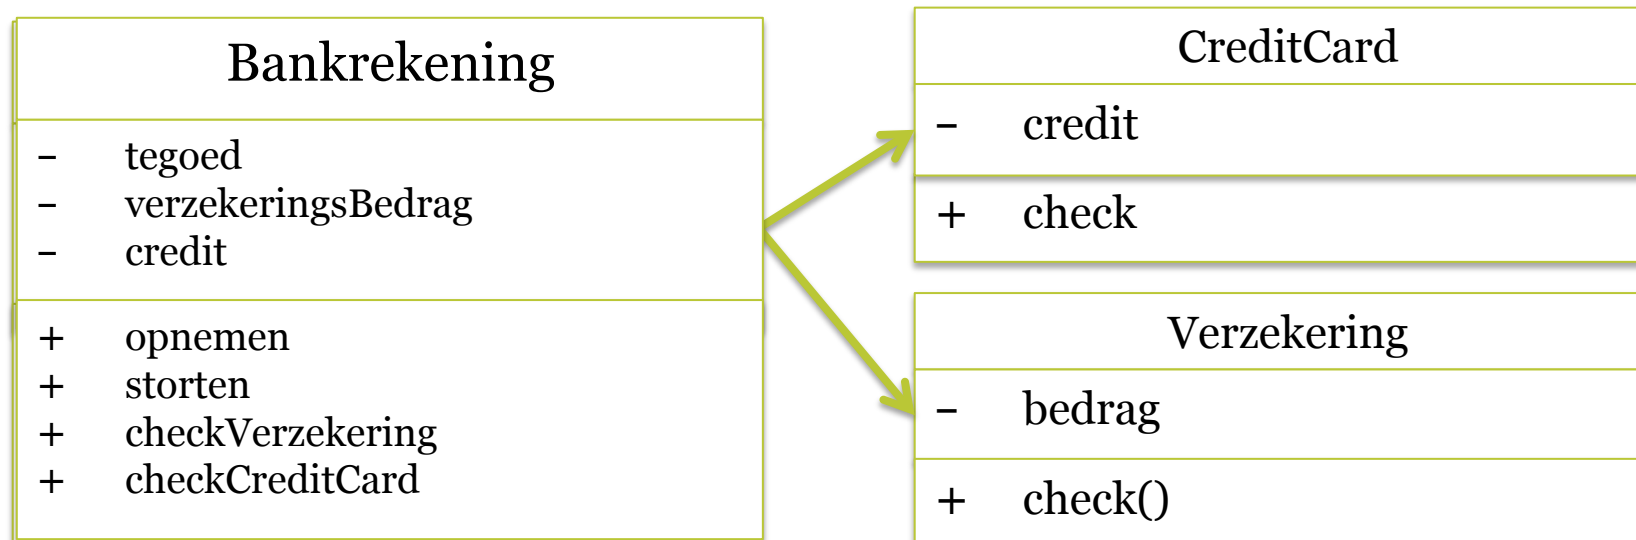 Bankrekening
- tegoed
- verzekeringsBedrag
- credit
+ opnemen
+ storten
+ checkVerzekering
+ checkCreditCard
CreditCard
- credit
+ check
Verzekering
- bedrag
+ check()